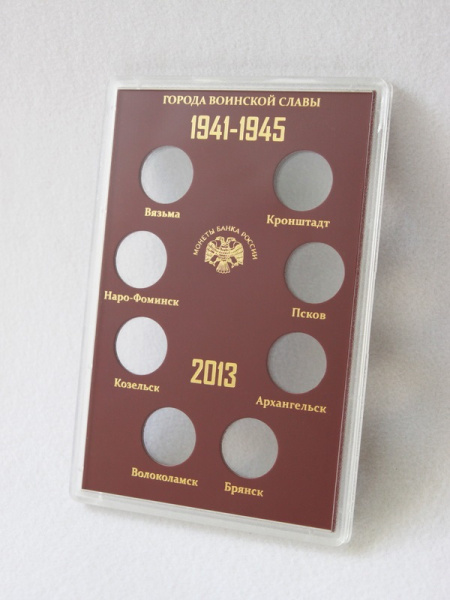 ГОРОДА ВОИНСКОЙ СЛАВЫ
1941-1945
Вязьма
Кронштадт
МОНЕТЫ БАНКА РОССИИ
Наро-Фоминск
Псков
Козельск
2013
Архангельск
Волоколамск
Брянск